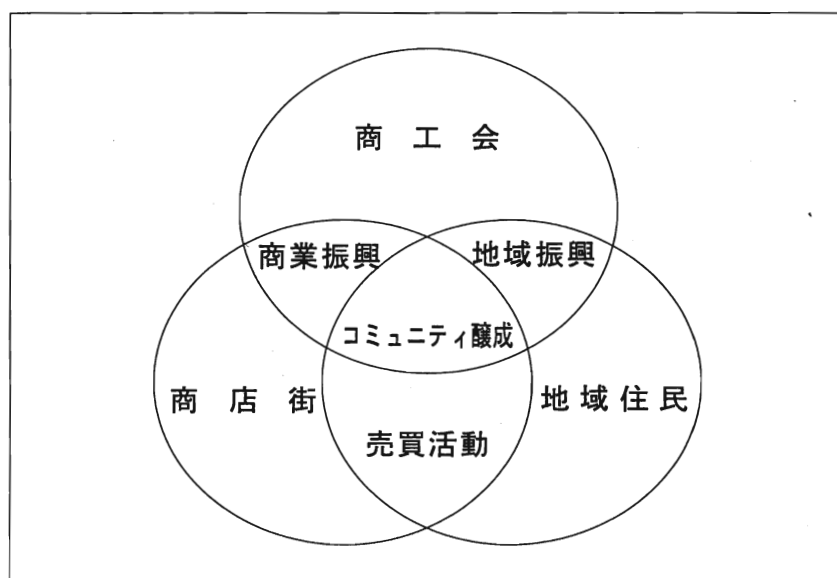 商工会
商業振興
地域振興
コミュニティ醸成
商店街
地域住民
売買活動